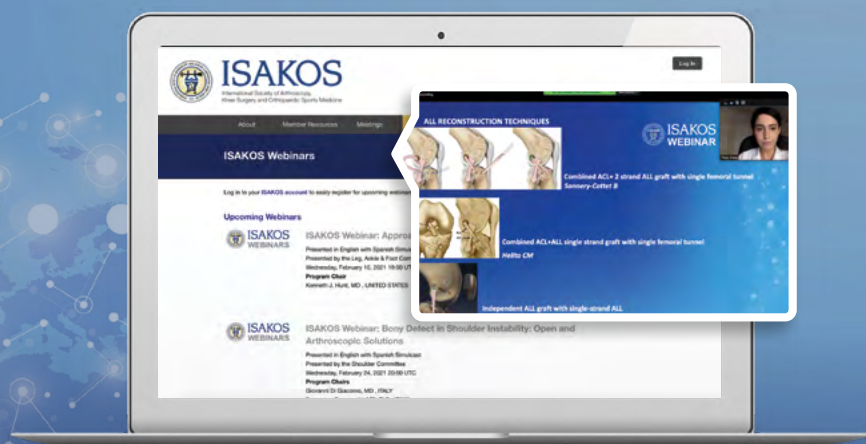 ISAKOS
International Society of Arthroscopy,
Knee Surgery and Orthopaedic Sports Medicine
Log In
About Member Resources Meetings
ISAKOS Webinars
Log in to your ISAKOS account to easily register for upcoming webinar
Upcoming Webinars
ISAKOS
WEBINARS
ISAKOS Webinar: Approa
Presented in English with Spanish Simul
Presented by the Leg, Ankle & Foot Com
Wednesday, February 10, 2021 19:00 UT
Program Chair
Kenneth J. Hunt, MD , UNITED STATES
ISAKOS
WEBINARS
ISAKOS Webinar: Bony Defect in Shoulder Instability: Open and
Arthroscopic Solutions
Presented in English with Spanish Simulcast
Presented by the Shoulder Committee
Wednesday, February 24, 2021 20:00 UTC
Program Chairs
Giovanni Di Giacomo, MD , ITALY
ALL RECONSTRUCTION TECHNIQUES
ISAKOS
WEBINAR
Combined ACL+ 2 strand ALL graft with single femoral tunnel
Sonnery-Cottet B
Combined ACL+ALL single strand graft with single femoral tunnel
Helito CM
Independent ALL graft with single-strand ALL